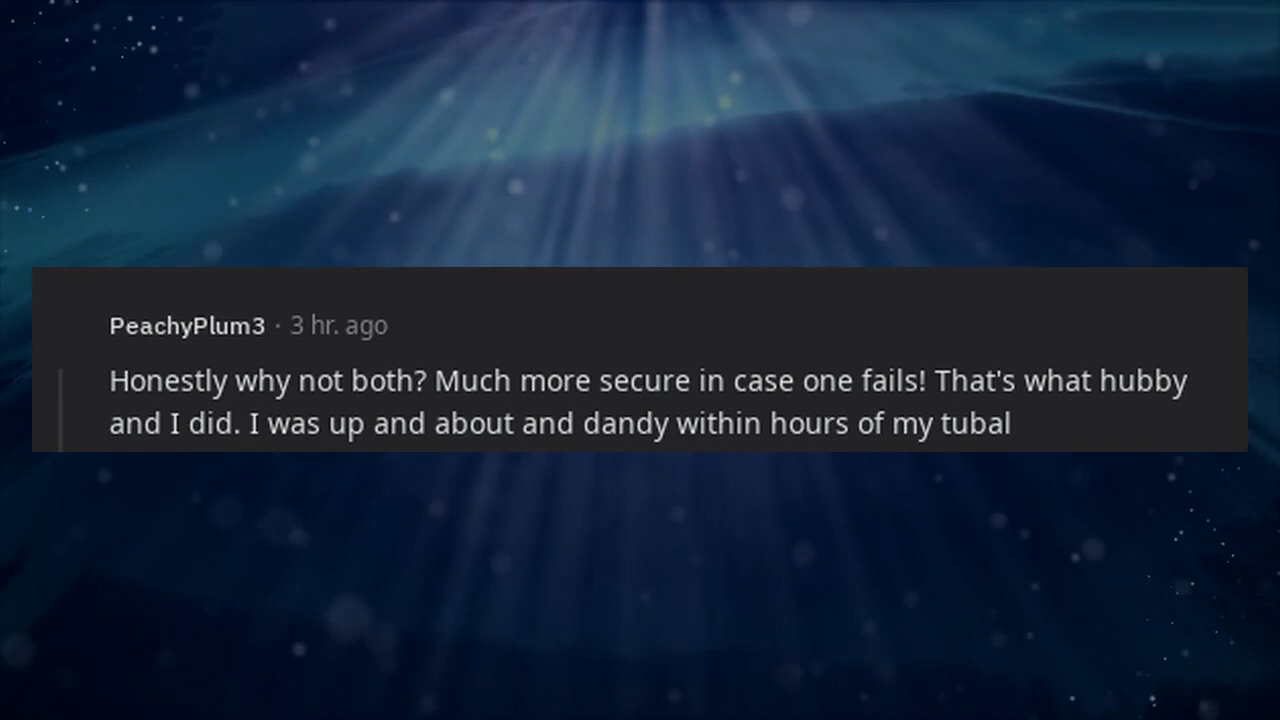 PeachyPlum3 · 3 hr. ago
Honestly why not both? Much more secure in case one fails! That's what hubby
and I did. I was up and about and dandy within hours of my tubal